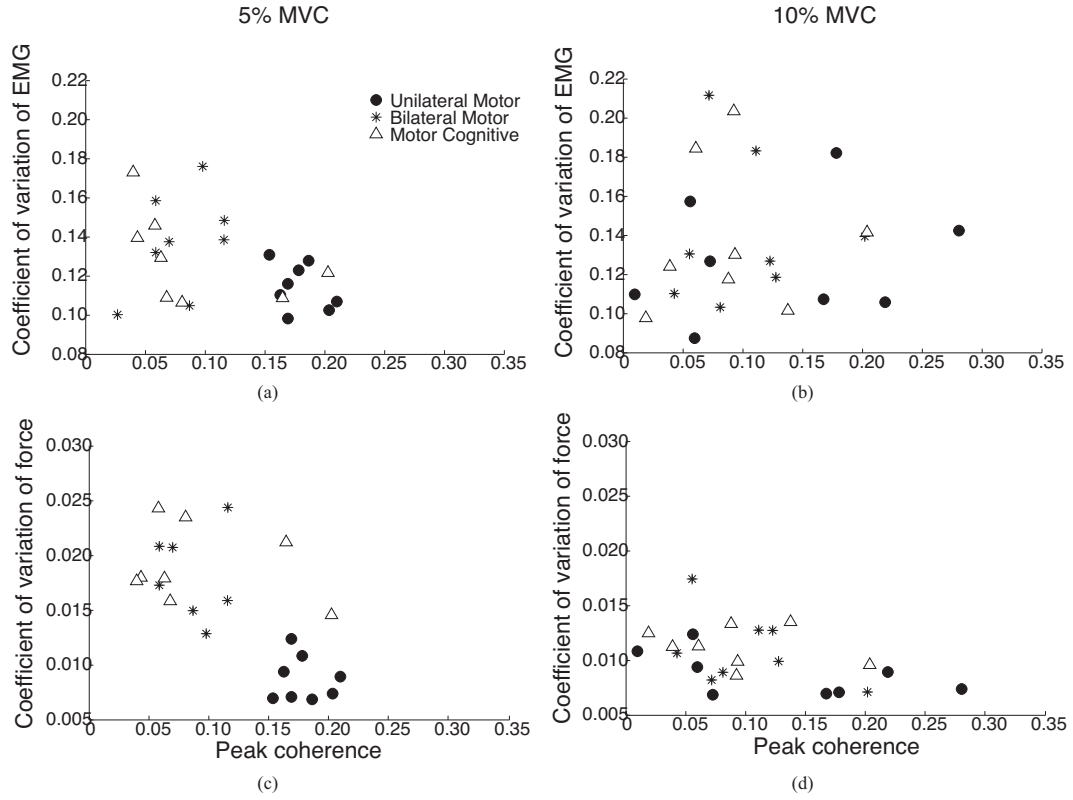 5% MVC
10% MVC
Coefficient of variation of EMG
0.22
0.20
0.18
0.16
0.14
0.12
0.10
0.08
0 0.05 0.10 0.15 0.20 0.25 0.30 0.35
Unilateral Motor
Bilateral Motor
Motor Cognitive
(a)
Coefficient of variation of EMG
0.22
0.20
0.18
0.16
0.14
0.12
0.10
0.08
0 0.05 0.10 0.15 0.20 0.25 0.30 0.35
(b)
Coefficient of variation of force
0.030
0.025
0.020
0.015
0.010
0.005
0 0.05 0.10 0.15 0.20 0.25 0.30 0.35
Peak coherence
(c)
Coefficient of variation of force
0.030
0.025
0.020
0.015
0.010
0.005
0 0.05 0.10 0.15 0.20 0.25 0.30 0.35
Peak coherence
(d)